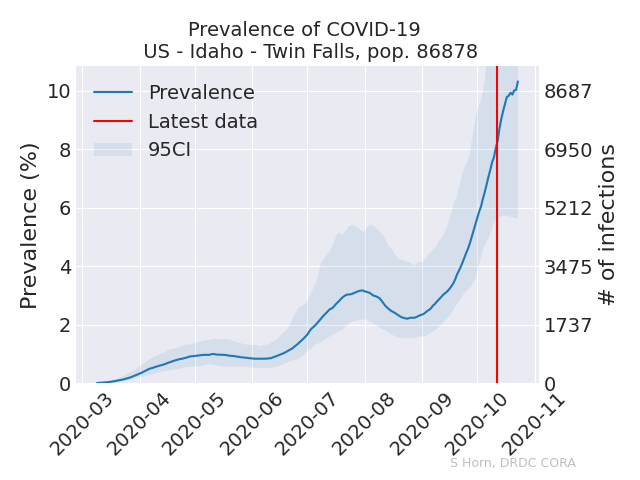 Prevalence of COVID-19
US - Idaho - Twin Falls, pop. 86878
Prevalence
Latest data
95CI
Prevalence (%)
10
8
6
4
2
0
8687
6950
5212
3475
1737
0
# of infections
2020-03
2020-04
2020-05
2020-06
2020-07
2020-08
2020-09
2020-10
2020-11
S Horn, DRDC CORA